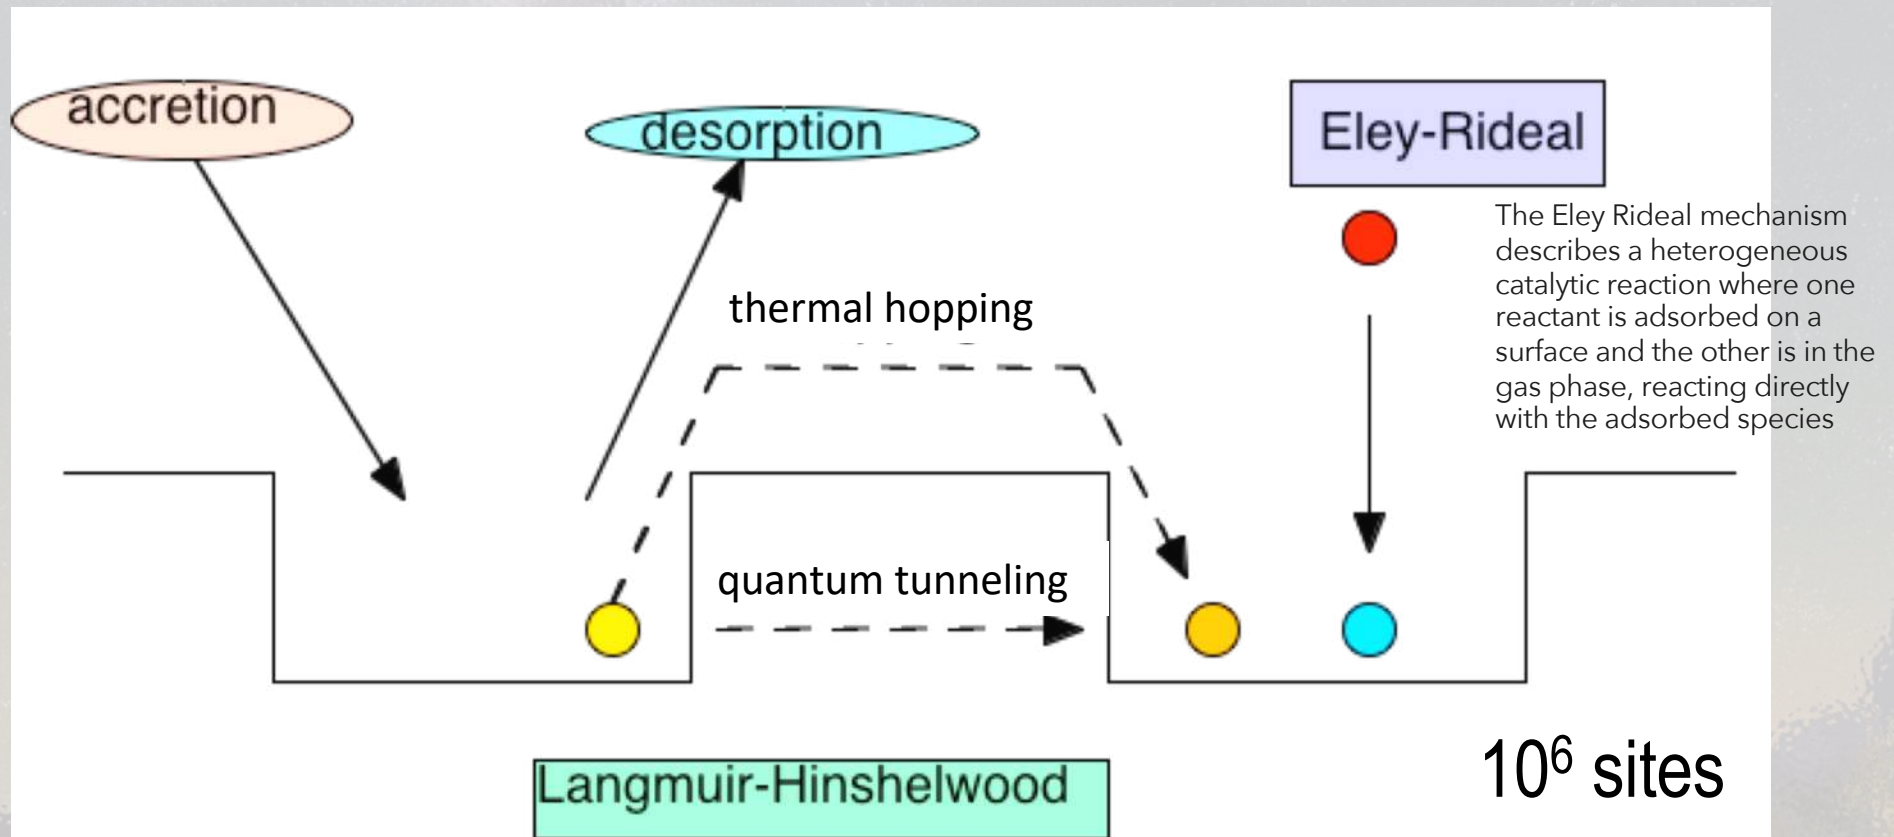 accretion
desorption
Eley-Rideal
The Eley Rideal mechanism
describes a heterogeneous
catalytic reaction where one
reactant is adsorbed on a
surface and the other is in the
gas phase, reacting directly
with the adsorbed species
thermal hopping
quantum tunneling
10⁶ sites
Langmuir-Hinshelwood